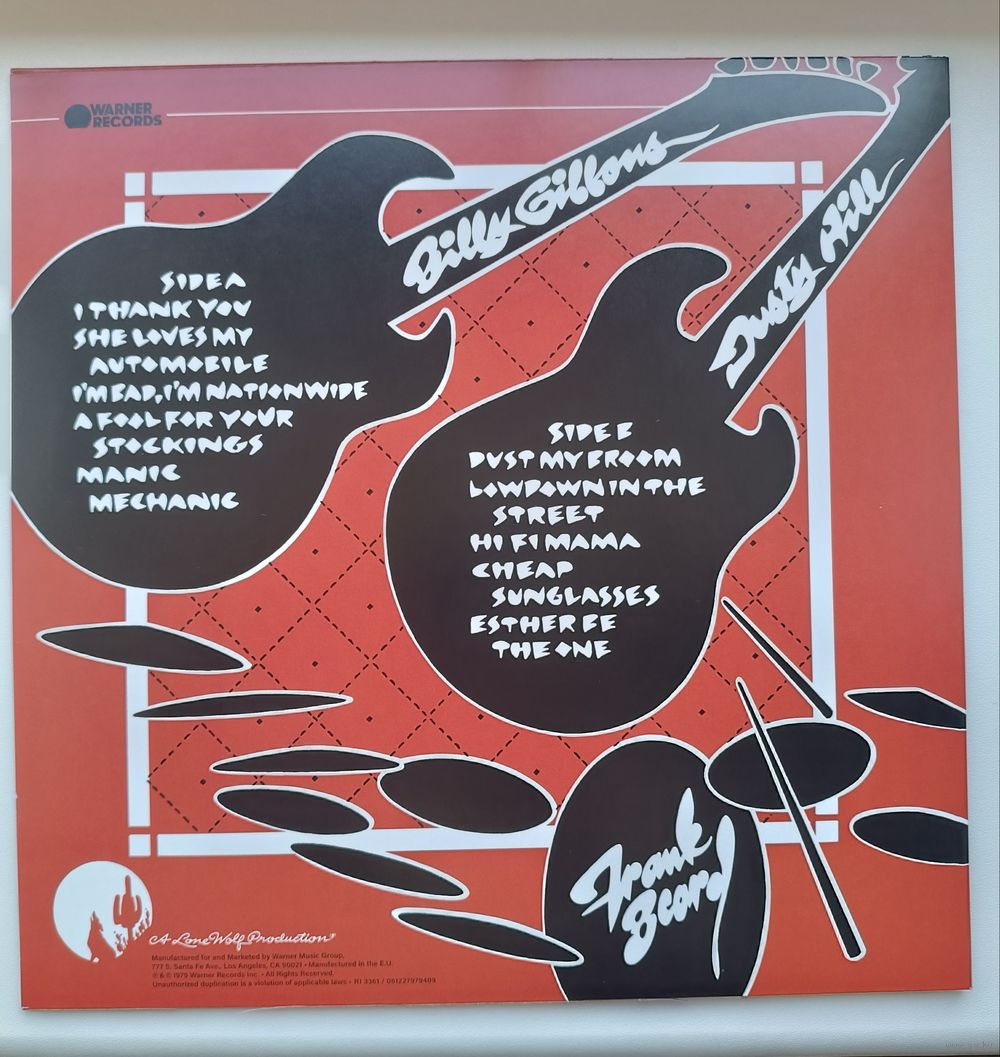 WARNER
RECORDS
Billy Gibbons
Dusty Hill
SIDE A
I THANK YOU
SHE LOVES MY
AUTOMOBILE
I'M BAD, I'M NATIONWIDE
A FOOL FOR YOUR
STOCKINGS
MANIC
MECHANIC
SIDE B
DUST MY BROOM
LOWDOWN IN THE
STREET
HI FI MAMA
CHEAP
SUNGLASSES
ESTHER BE
THE ONE
Frank
Beard
A Lone Wolf Production®
Manufactured for and Marketed by Warner Music Group,
777 S. Santa Fe Ave., Los Angeles, CA 90021 • Manufactured in the E.U.
℗ & © 1979 Warner Records Inc. • All Rights Reserved.
Unauthorized duplication is a violation of applicable laws • R1 3361 / 081227979409